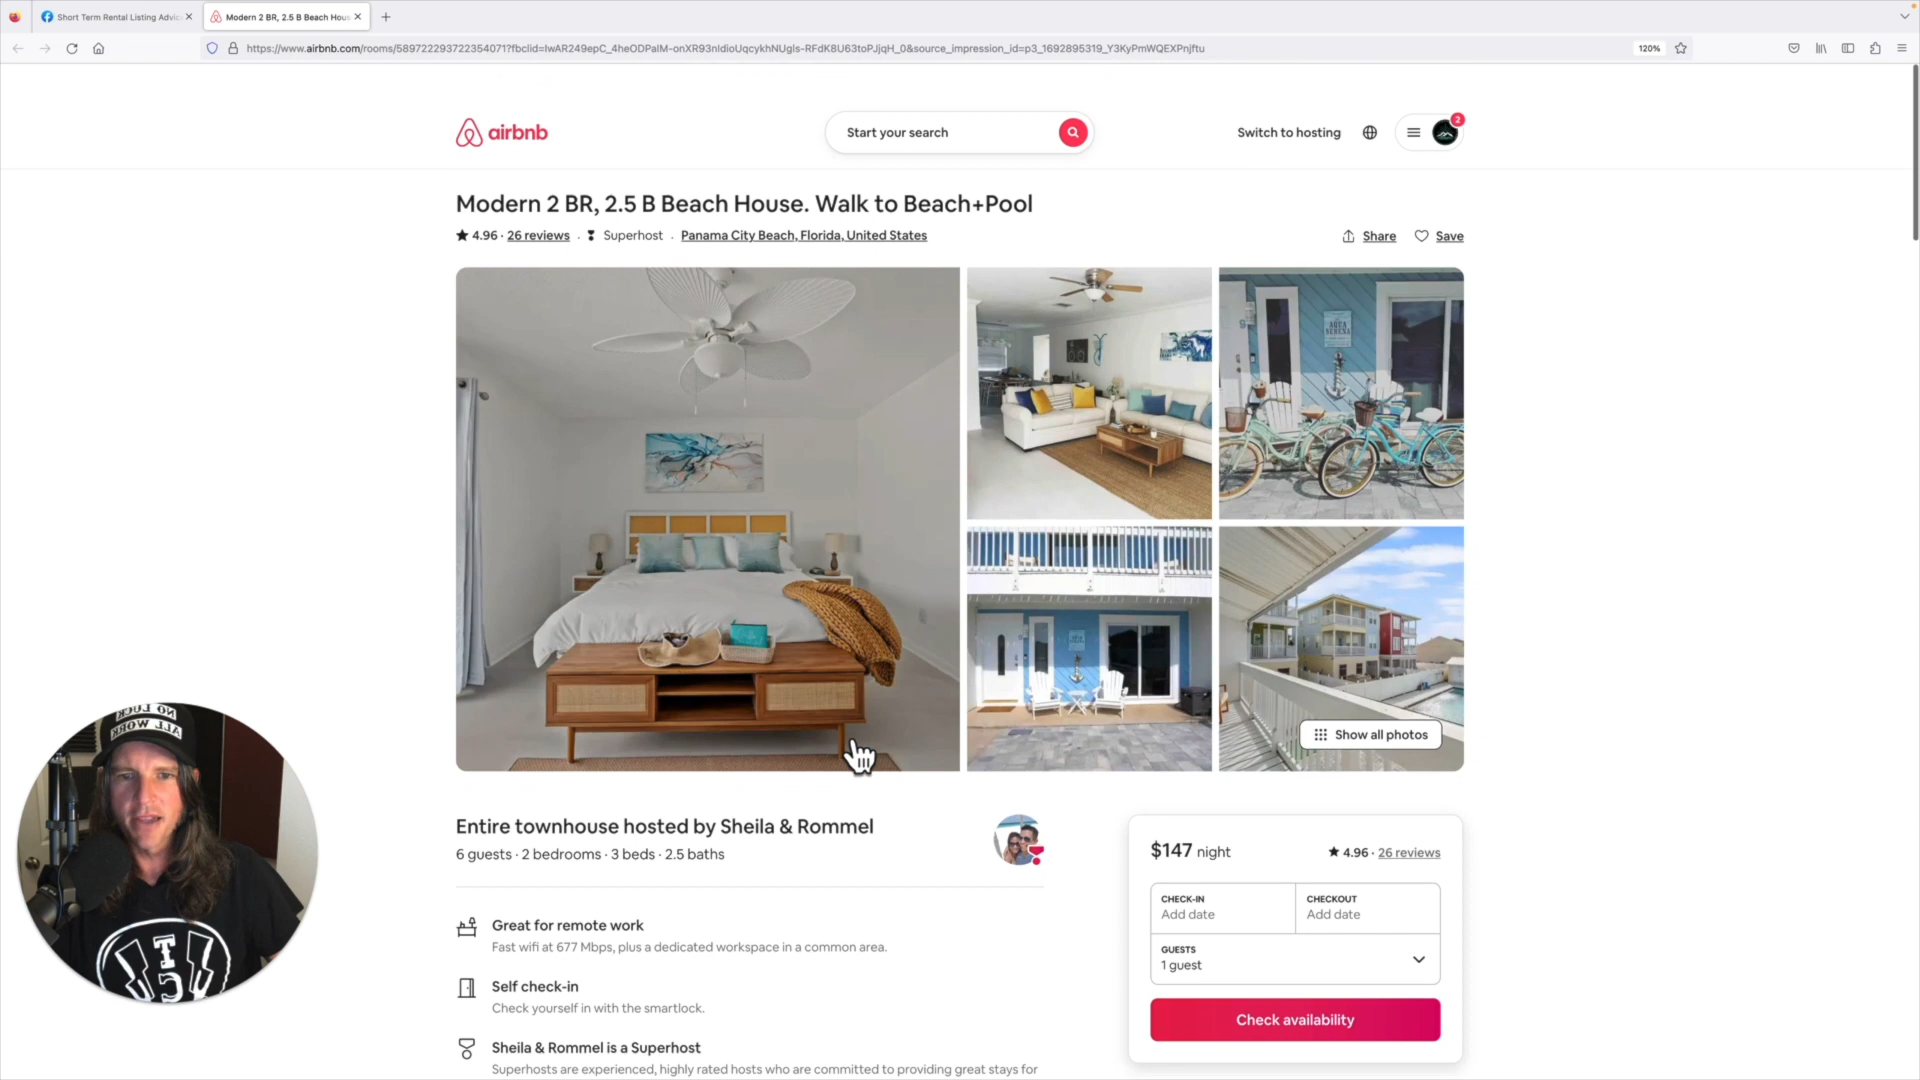 Short Term Rental Listing Advic
Modern 2 BR, 2.5 B Beach Hous
https://www.airbnb.com/rooms/589722293722354071?fbclid=IwAR249epC_4heODPaIM-onXR93nIdioUqcykhNUgls-RFdK8U63toPJjqH_0&source_impression_id=p3_1692895319_Y3KyPmWQEXPnjftu
120%
airbnb
Start your search
Switch to hosting
2
Modern 2 BR, 2.5 B Beach House. Walk to Beach+Pool
4.96 · 26 reviews · Superhost · Panama City Beach, Florida, United States
Share
Save
AQUA
SERENA
Show all photos
Entire townhouse hosted by Sheila & Rommel
6 guests · 2 bedrooms · 3 beds · 2.5 baths
Great for remote work
Fast wifi at 677 Mbps, plus a dedicated workspace in a common area.
Self check-in
Check yourself in with the smartlock.
Sheila & Rommel is a Superhost
Superhosts are experienced, highly rated hosts who are committed to providing great stays for
$147 night
4.96 · 26 reviews
CHECK-IN
Add date
CHECKOUT
Add date
GUESTS
1 guest
Check availability
NO LUCK
ALL WORK